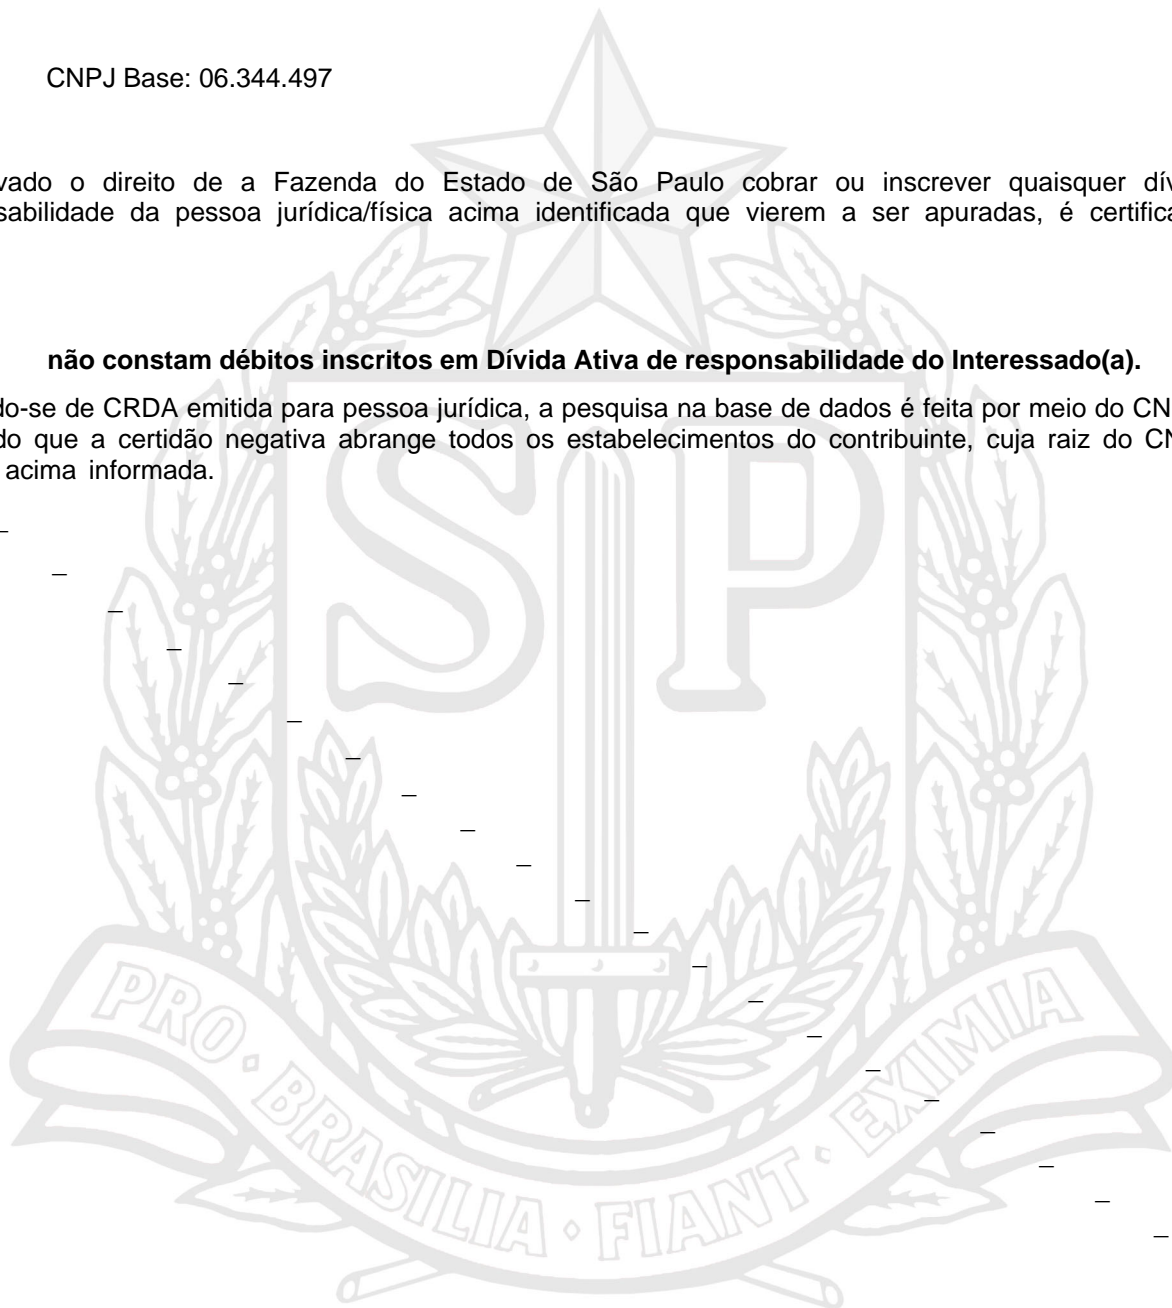 CNPJ Base: 06.344.497
vado o direito de a Fazenda do Estado de São Paulo cobrar ou inscrever quaisquer dív
sabilidade da pessoa jurídica/física acima identificada que vierem a ser apuradas, é certifica
não constam débitos inscritos em Dívida Ativa de responsabilidade do Interessado(a).
do-se de CRDA emitida para pessoa jurídica, a pesquisa na base de dados é feita por meio do CN
do que a certidão negativa abrange todos os estabelecimentos do contribuinte, cuja raiz do CN
acima informada.
SP
PRO • BRASILIA • FIANT • EXIMIA